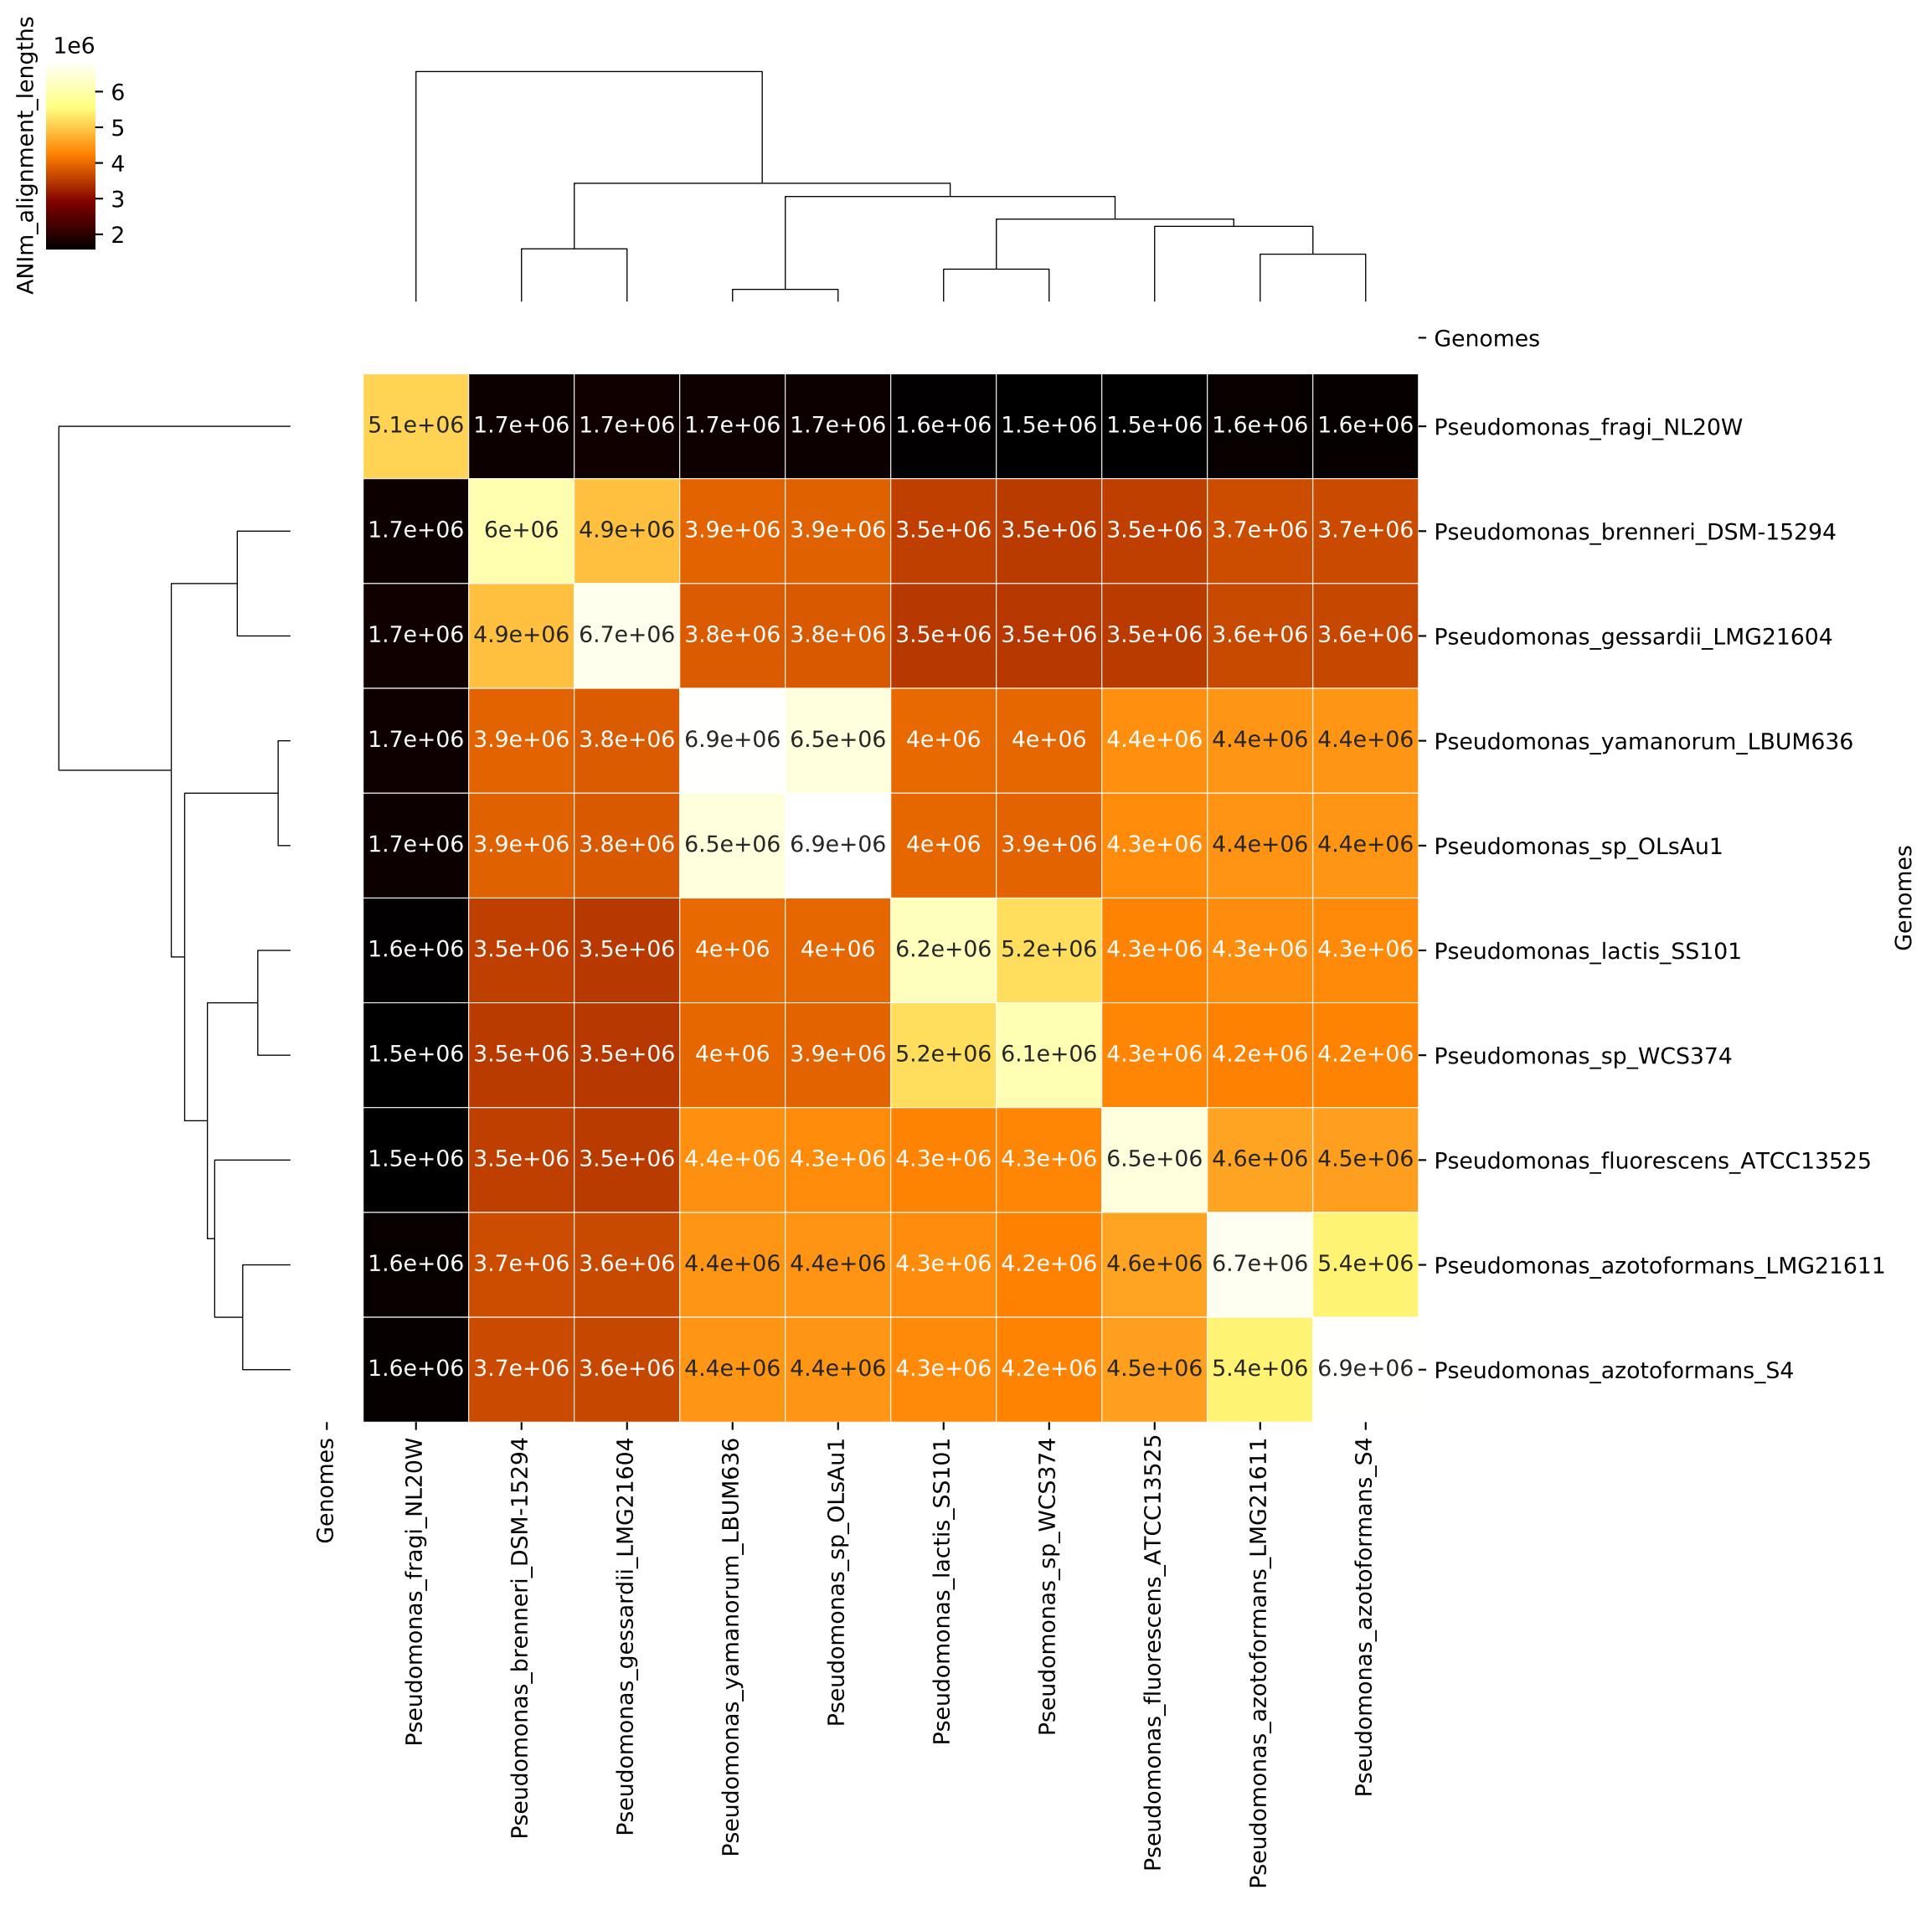 ANIm_alignment_lengths
1e6
6
5
4
3
2
Genomes
5.1e+06 1.7e+06 1.7e+06 1.7e+06 1.7e+06 1.6e+06 1.5e+06 1.5e+06 1.6e+06 1.6e+06 Pseudomonas_fragi_NL20W
1.7e+06 6e+06 4.9e+06 3.9e+06 3.9e+06 3.5e+06 3.5e+06 3.5e+06 3.7e+06 3.7e+06 Pseudomonas_brenneri_DSM-15294
1.7e+06 4.9e+06 6.7e+06 3.8e+06 3.8e+06 3.5e+06 3.5e+06 3.5e+06 3.6e+06 3.6e+06 Pseudomonas_gessardii_LMG21604
1.7e+06 3.9e+06 3.8e+06 6.9e+06 6.5e+06 4e+06 4e+06 4.4e+06 4.4e+06 4.4e+06 Pseudomonas_yamanorum_LBUM636
1.7e+06 3.9e+06 3.8e+06 6.5e+06 6.9e+06 4e+06 3.9e+06 4.3e+06 4.4e+06 4.4e+06 Pseudomonas_sp_OLsAu1
1.6e+06 3.5e+06 3.5e+06 4e+06 4e+06 6.2e+06 5.2e+06 4.3e+06 4.3e+06 4.3e+06 Pseudomonas_lactis_SS101
1.5e+06 3.5e+06 3.5e+06 4e+06 3.9e+06 5.2e+06 6.1e+06 4.3e+06 4.2e+06 4.2e+06 Pseudomonas_sp_WCS374
1.5e+06 3.5e+06 3.5e+06 4.4e+06 4.3e+06 4.3e+06 4.3e+06 6.5e+06 4.6e+06 4.5e+06 Pseudomonas_fluorescens_ATCC13525
1.6e+06 3.7e+06 3.6e+06 4.4e+06 4.4e+06 4.3e+06 4.2e+06 4.6e+06 6.7e+06 5.4e+06 Pseudomonas_azotoformans_LMG21611
1.6e+06 3.7e+06 3.6e+06 4.4e+06 4.4e+06 4.3e+06 4.2e+06 4.5e+06 5.4e+06 6.9e+06 Pseudomonas_azotoformans_S4
Genomes
Genomes
Pseudomonas_fragi_NL20W
Pseudomonas_brenneri_DSM-15294
Pseudomonas_gessardii_LMG21604
Pseudomonas_yamanorum_LBUM636
Pseudomonas_sp_OLsAu1
Pseudomonas_lactis_SS101
Pseudomonas_sp_WCS374
Pseudomonas_fluorescens_ATCC13525
Pseudomonas_azotoformans_LMG21611
Pseudomonas_azotoformans_S4